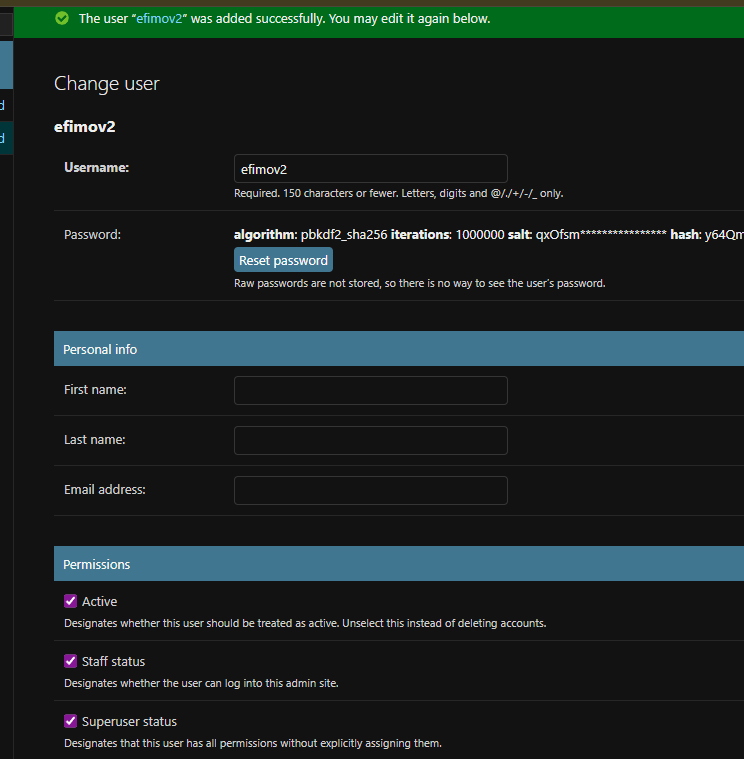 The user “efimov2” was added successfully. You may edit it again below.
Change user
d
efimov2
d
Username:
efimov2
Required. 150 characters or fewer. Letters, digits and @/./+/-/_ only.
Password:
algorithm: pbkdf2_sha256 iterations: 1000000 salt: qxOfsm**************** hash: y64Qm
Reset password
Raw passwords are not stored, so there is no way to see the user’s password.
Personal info
First name:
Last name:
Email address:
Permissions
Active
Designates whether this user should be treated as active. Unselect this instead of deleting accounts.
Staff status
Designates whether the user can log into this admin site.
Superuser status
Designates that this user has all permissions without explicitly assigning them.